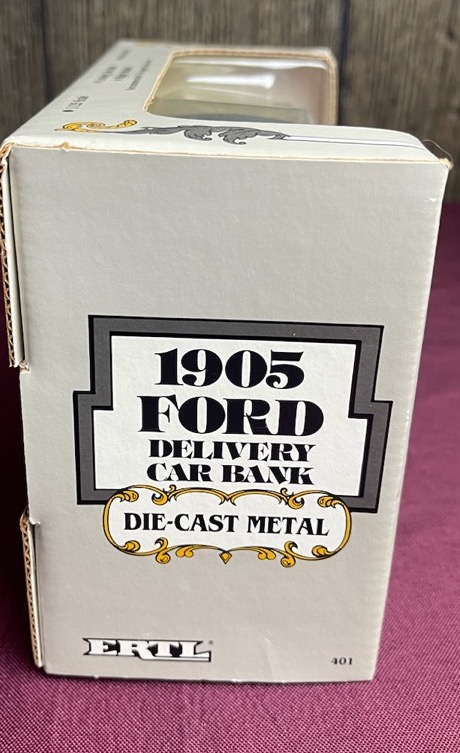 1905
FORD
DELIVERY
CAR BANK
DIE-CAST METAL
ERTL®
401